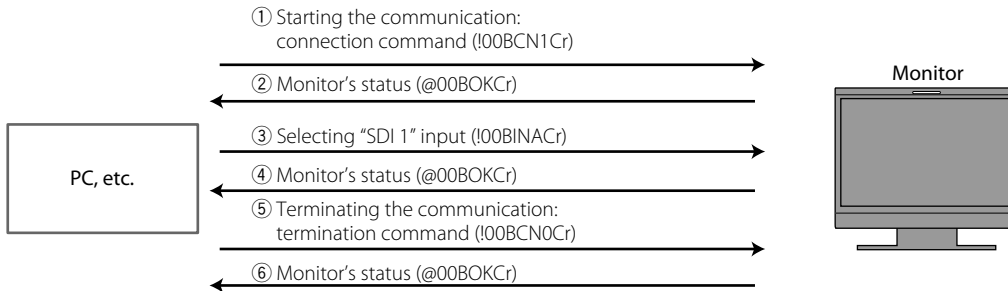 ① Starting the communication:
connection command (!00BCN1Cr)
② Monitor’s status (@00BOKCr)
③ Selecting “SDI 1” input (!00BINACr)
④ Monitor’s status (@00BOKCr)
⑤ Terminating the communication:
termination command (!00BCN0Cr)
⑥ Monitor’s status (@00BOKCr)
PC, etc.
Monitor